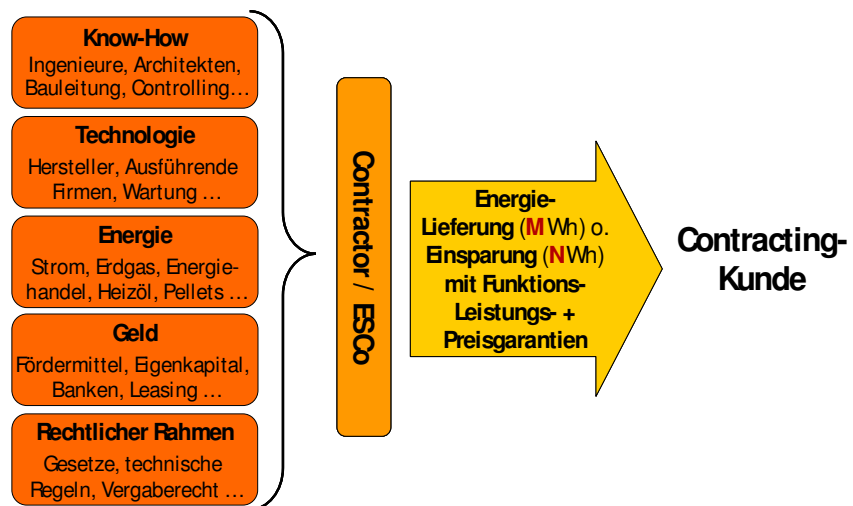 Know-How
Ingenieure, Architekten,
Bauleitung, Controlling…
Technologie
Hersteller, Ausführende
Firmen, Wartung …
Energie
Strom, Erdgas, Energie-
handel, Heizöl, Pellets …
Geld
Fördermittel, Eigenkapital,
Banken, Leasing …
Rechtlicher Rahmen
Gesetze, technische
Regeln, Vergaberecht …
Contractor / ESCo
Energie-
Lieferung (MWh) o.
Einsparung (NWh)
mit Funktions-
Leistungs- +
Preisgarantien
Contracting-
Kunde